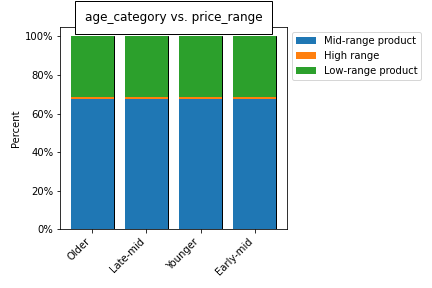 age_category vs. price_range
100%
80%
60%
40%
20%
0%
Percent
Older
Late-mid
Younger
Early-mid
Mid-range product
High range
Low-range product